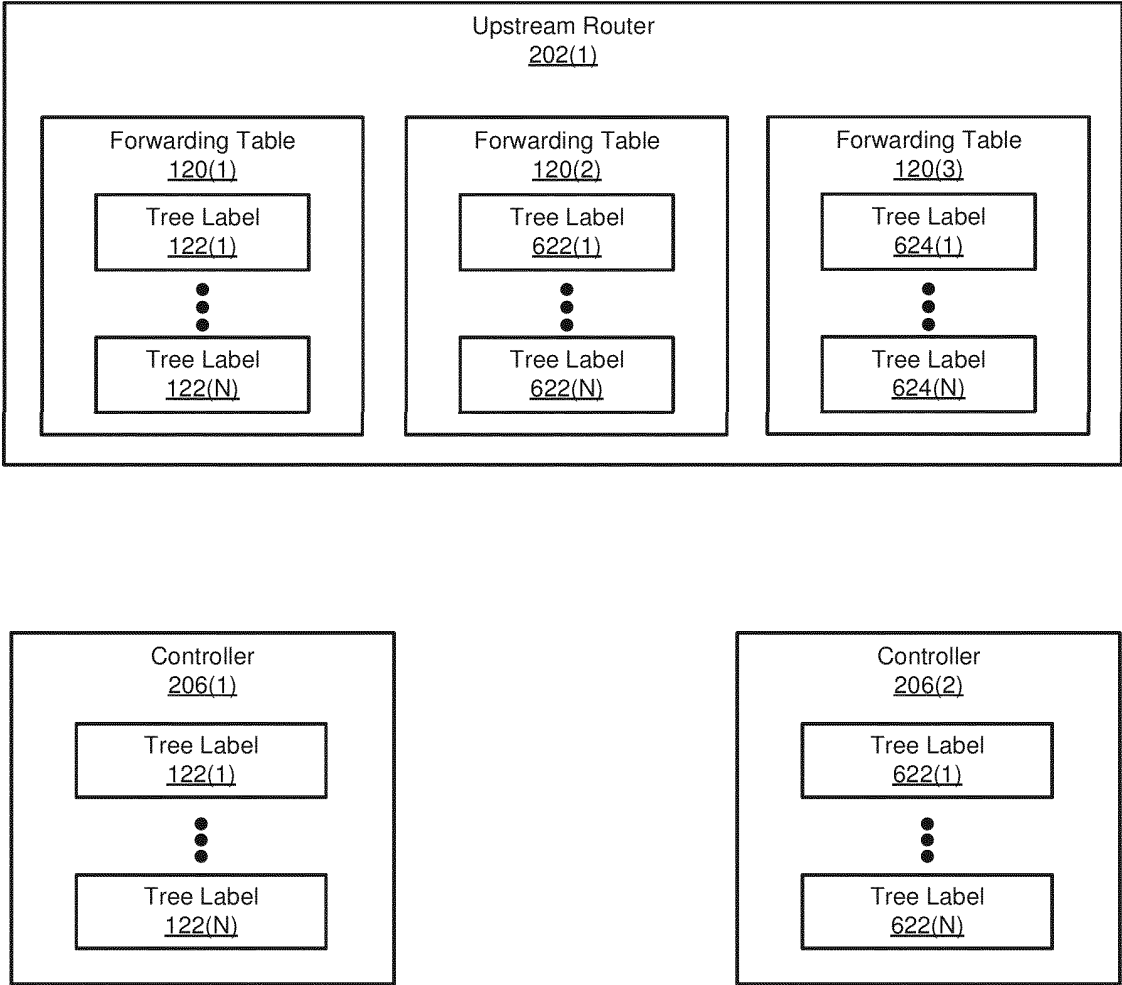 Upstream Router
202(1)
Forwarding Table
120(1)
Tree Label
122(1)
Tree Label
122(N)
Forwarding Table
120(2)
Tree Label
622(1)
Tree Label
622(N)
Forwarding Table
120(3)
Tree Label
624(1)
Tree Label
624(N)
Controller
206(1)
Tree Label
122(1)
Tree Label
122(N)
Controller
206(2)
Tree Label
622(1)
Tree Label
622(N)